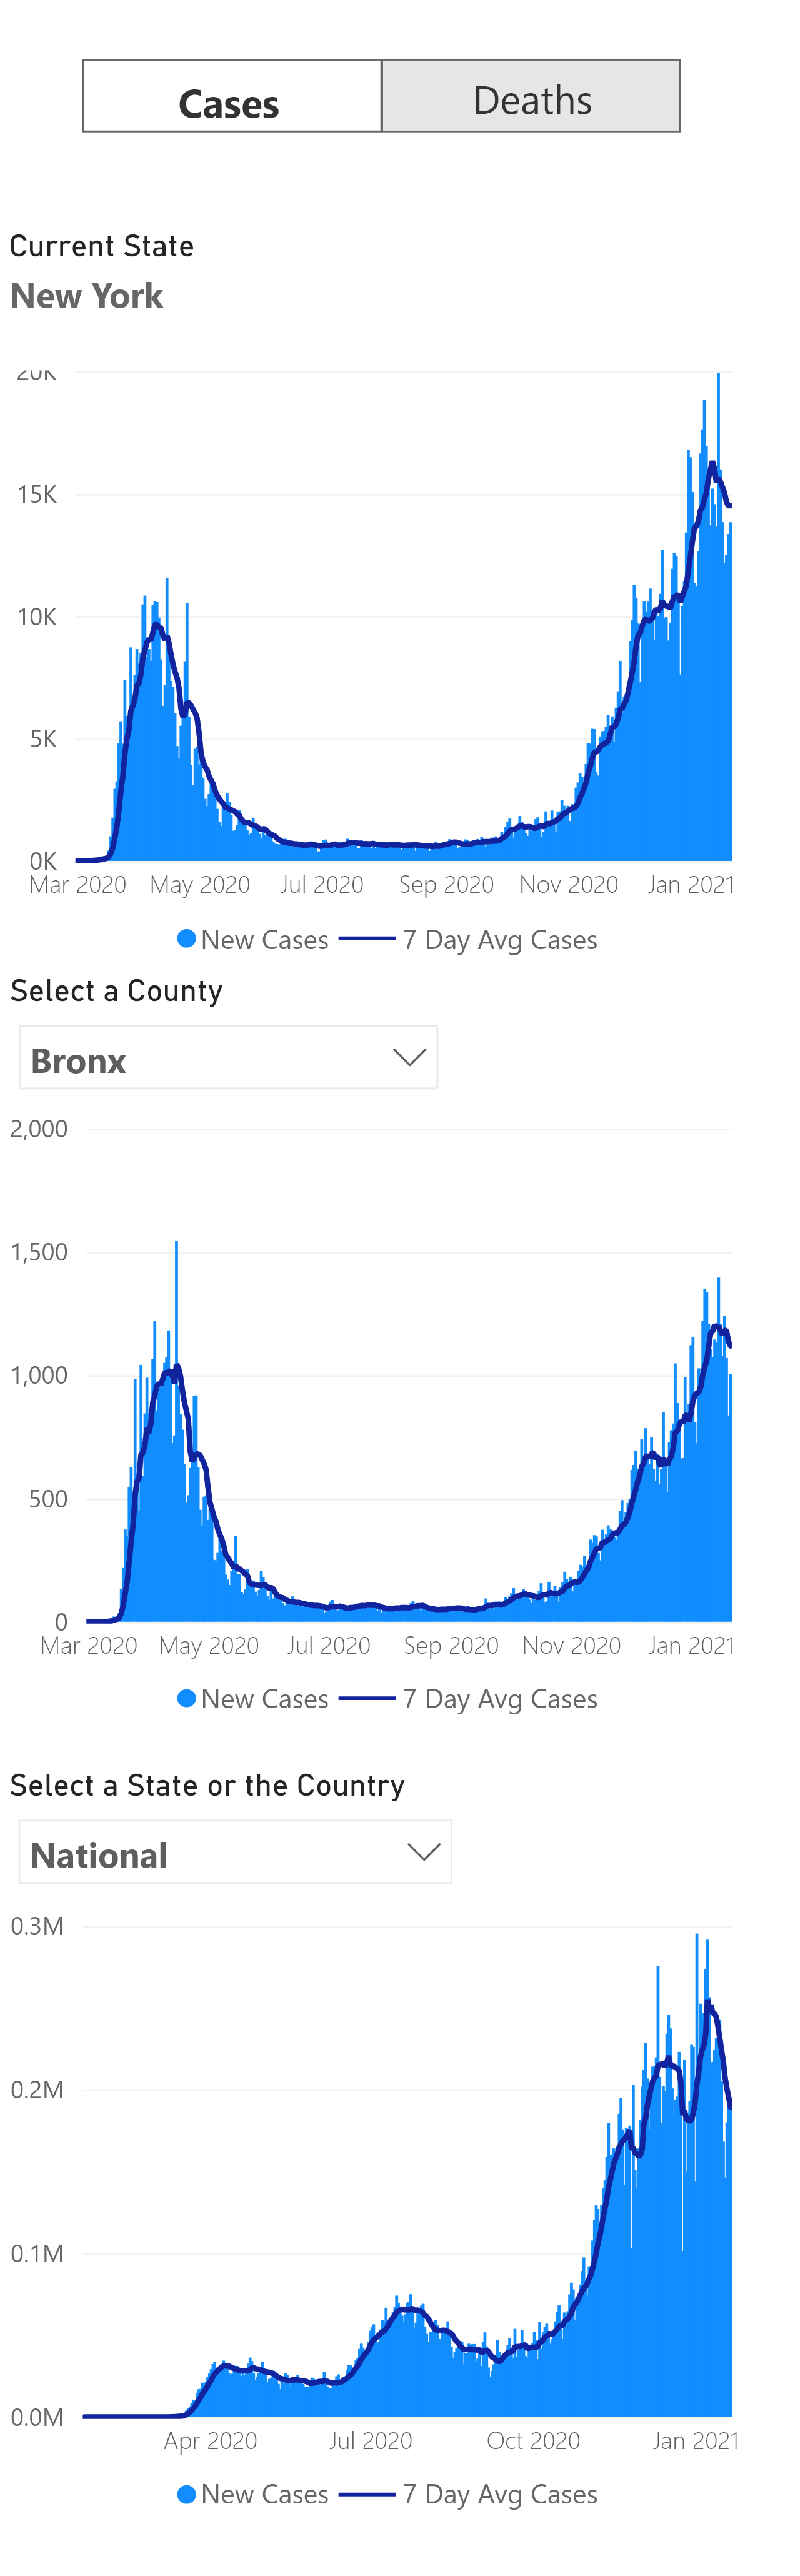 Cases Deaths
Current State
New York
20K
15K
10K
5K
0K
Mar 2020 May 2020 Jul 2020 Sep 2020 Nov 2020 Jan 2021
New Cases 7 Day Avg Cases
Select a County
Bronx
2,000
1,500
1,000
500
0
Mar 2020 May 2020 Jul 2020 Sep 2020 Nov 2020 Jan 2021
New Cases 7 Day Avg Cases
Select a State or the Country
National
0.3M
0.2M
0.1M
0.0M
Apr 2020 Jul 2020 Oct 2020 Jan 2021
New Cases 7 Day Avg Cases